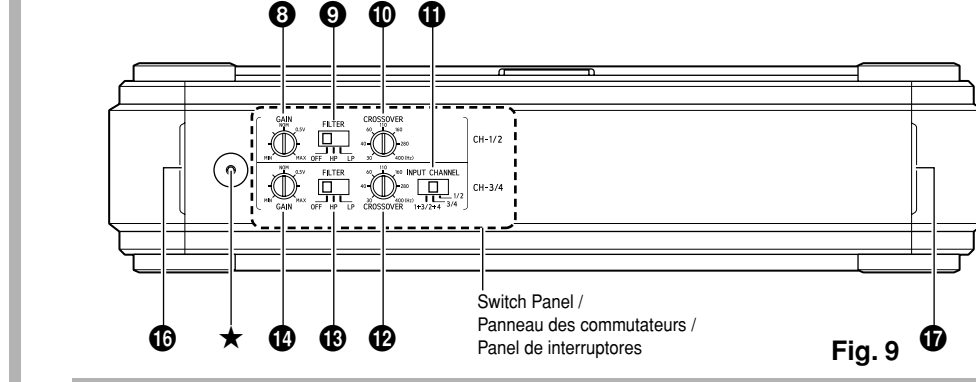 ❽ ❾ ❿ ⓫
GAIN FILTER CROSSOVER
NOM 0.5V MIN MAX
OFF HP LP
30 40 60 110 160 280 400 (Hz)
CH-1/2
FILTER INPUT CHANNEL
NOM 0.5V MIN MAX
GAIN
OFF HP LP
30 40 60 110 160 280 400 (Hz)
CROSSOVER
1+3/2+4 3/4 1/2
CH-3/4
⓰ ★ ⓮ ⓭ ⓬ ⓱
Switch Panel /
Panneau des commutateurs /
Panel de interruptores
Fig. 9